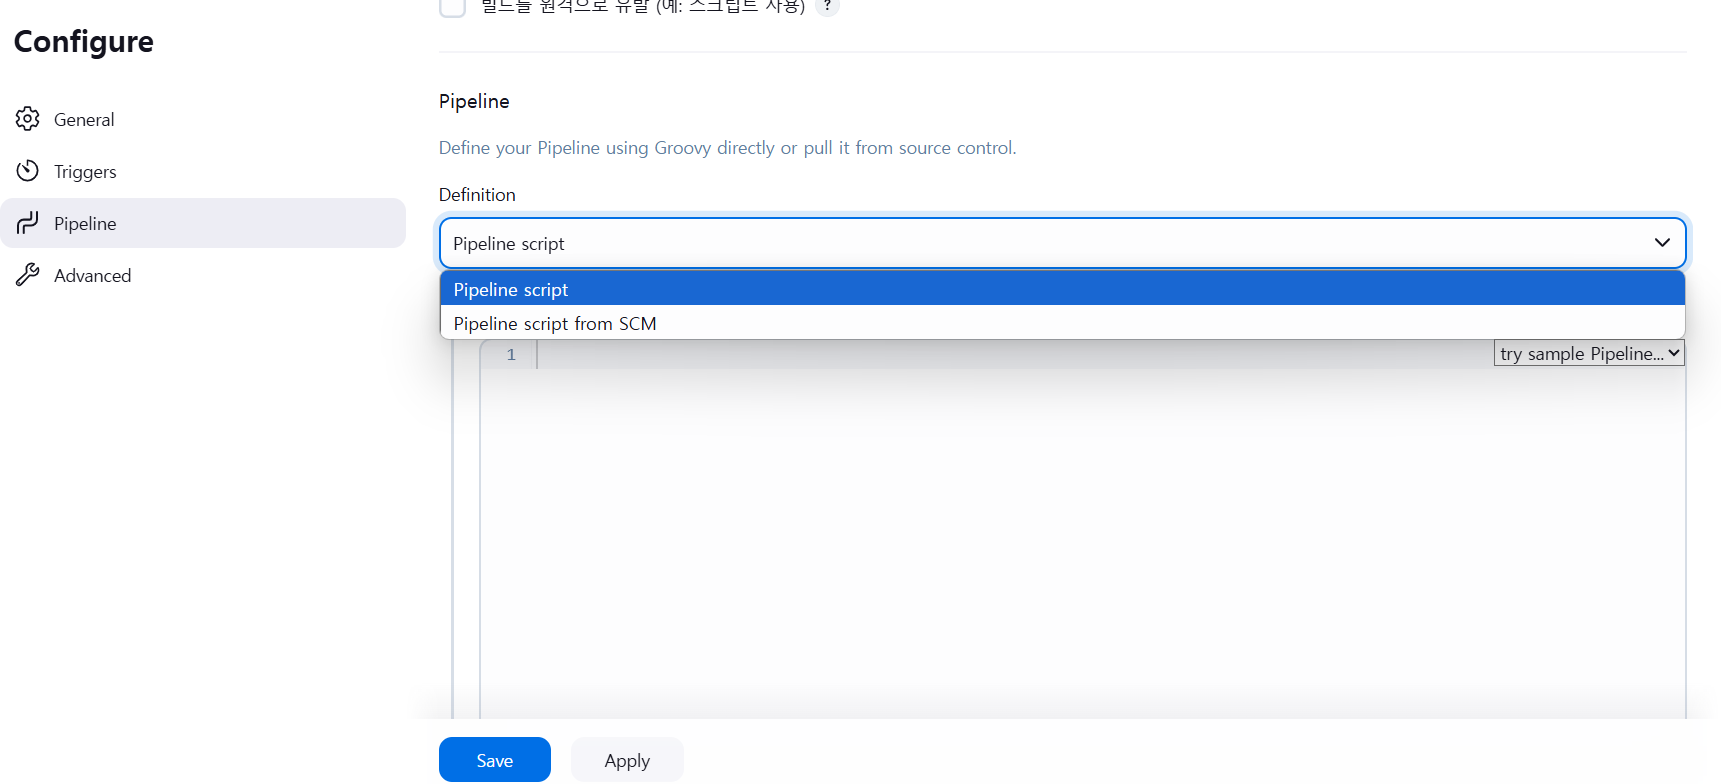 빌드를 원격으로 유발 (예: 스크립트 사용) ?
Configure
General
Triggers
Pipeline
Advanced
Pipeline
Define your Pipeline using Groovy directly or pull it from source control.
Definition
Pipeline script
Pipeline script
Pipeline script from SCM
1
try sample Pipeline...
Save
Apply